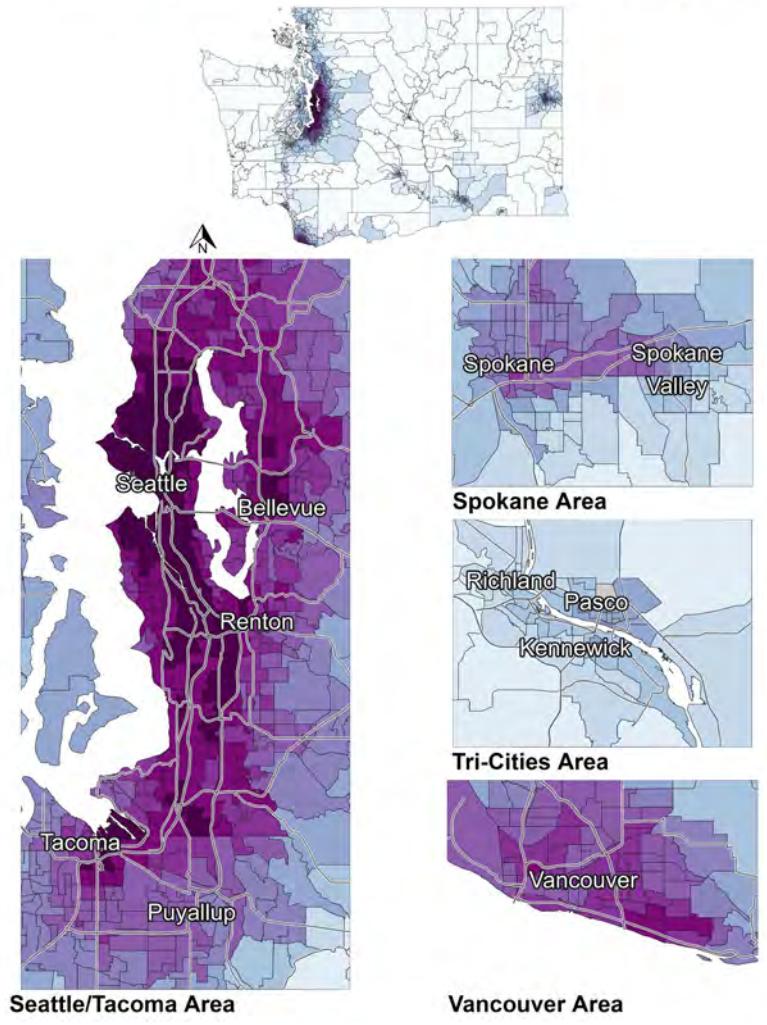 N
Seattle
Bellevue
Renton
Tacoma
Puyallup
Seattle/Tacoma Area
Spokane
Spokane
Valley
Spokane Area
Richland
Pasco
Kennewick
Tri-Cities Area
Vancouver
Vancouver Area